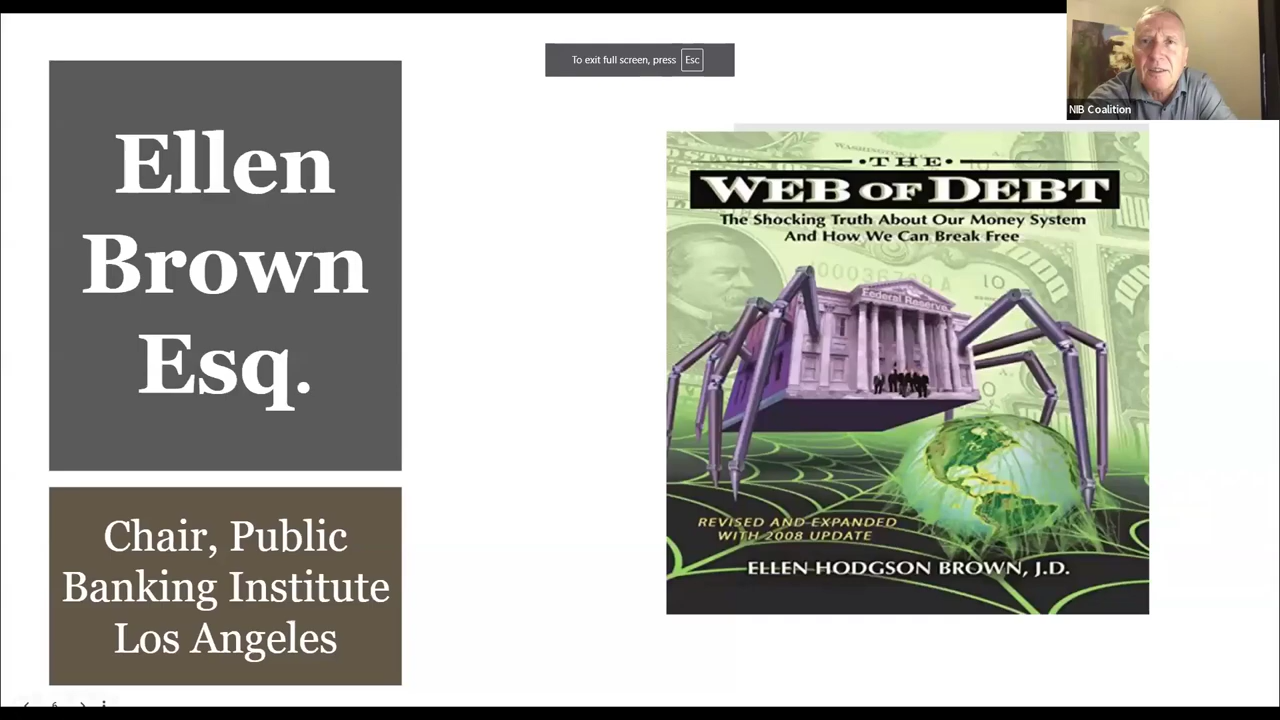 To exit full screen, press Esc
NIB Coalition
Ellen
Brown
Esq.
Chair, Public
Banking Institute
Los Angeles
THE
WEB OF DEBT
The Shocking Truth About Our Money System
And How We Can Break Free
Federal Reserve
REVISED AND EXPANDED
WITH 2008 UPDATE
ELLEN HODGSON BROWN, J.D.